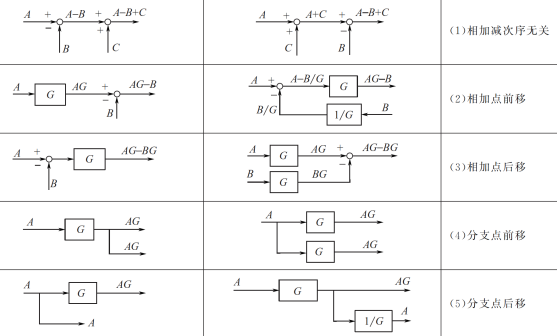 A + A−B + A−B+C
− +
B C
A + A+C + A−B+C
+ −
C B
(1)相加减次序无关
A G AG + AG−B
−
B
A + A−B/G G AG−B
−
B/G 1/G B
(2)相加点前移
A + G AG−BG
−
B
A G AG + AG−BG
−
B G BG
(3)相加点后移
A G AG
AG
A G AG
G AG
(4)分支点前移
A G AG
A
A G AG
1/G A
(5)分支点后移